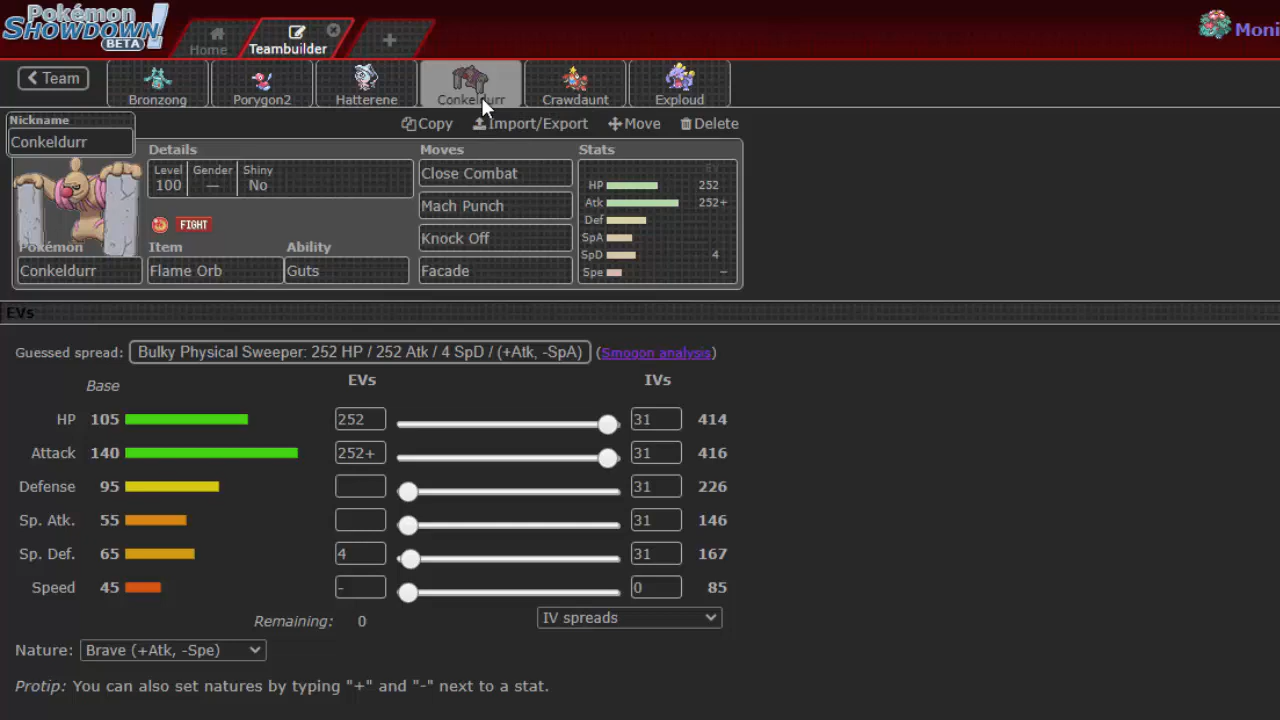 Pokémon
SHOWDOWN!
BETA
Home
Teambuilder
+
Moni
Team
Bronzong
Porygon2
Hatterene
Conkeldurr
Crawdaunt
Exploud
Copy
Import/Export
Move
Delete
Nickname
Conkeldurr
Details
Level
Gender
Shiny
100
—
No
FIGHT
Pokémon
Conkeldurr
Item
Flame Orb
Ability
Guts
Moves
Close Combat
Mach Punch
Knock Off
Facade
Stats
EV
HP 252
Atk 252+
Def
SpA
SpD 4
Spe −
EVs
Guessed spread: Bulky Physical Sweeper: 252 HP / 252 Atk / 4 SpD / (+Atk, -SpA) (Smogon analysis)
Base EVs IVs
HP 105 252 31 414
Attack 140 252+ 31 416
Defense 95 31 226
Sp. Atk. 55 31 146
Sp. Def. 65 4 31 167
Speed 45 - 0 85
Remaining: 0
IV spreads
Nature: Brave (+Atk, -Spe)
Protip: You can also set natures by typing "+" and "-" next to a stat.